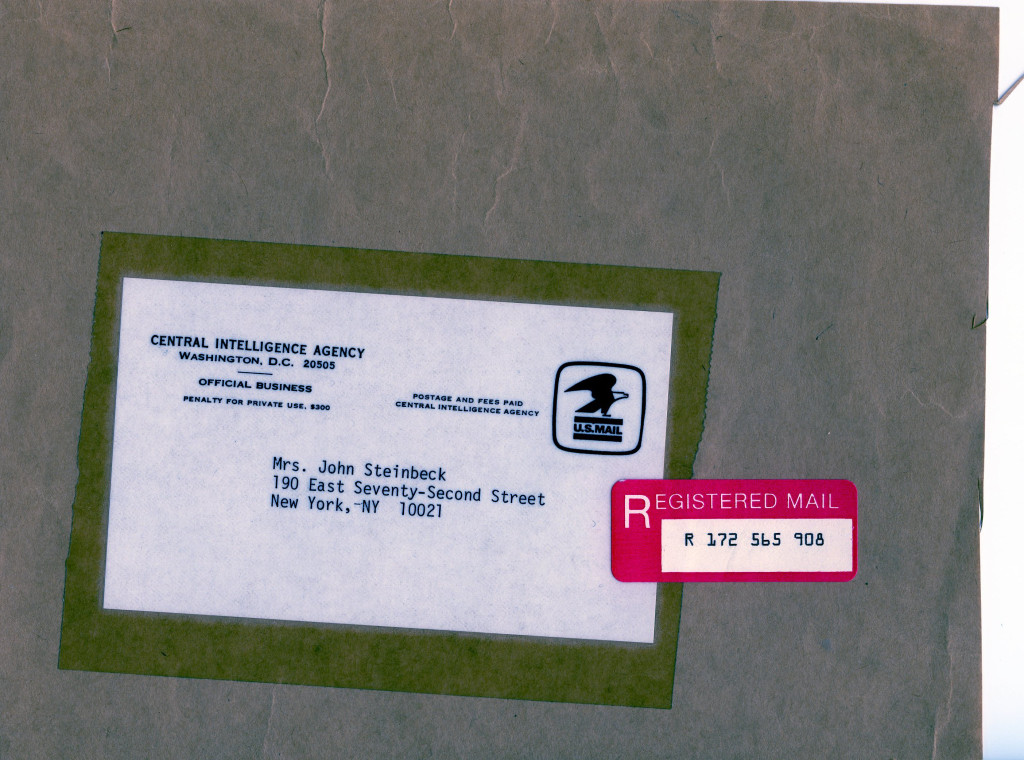 CENTRAL INTELLIGENCE AGENCY
WASHINGTON, D.C. 20505
OFFICIAL BUSINESS
PENALTY FOR PRIVATE USE, $300
POSTAGE AND FEES PAID
CENTRAL INTELLIGENCE AGENCY
U.S.MAIL
Mrs. John Steinbeck
190 East Seventy-Second Street
New York, NY 10021
REGISTERED MAIL
R 172 565 908